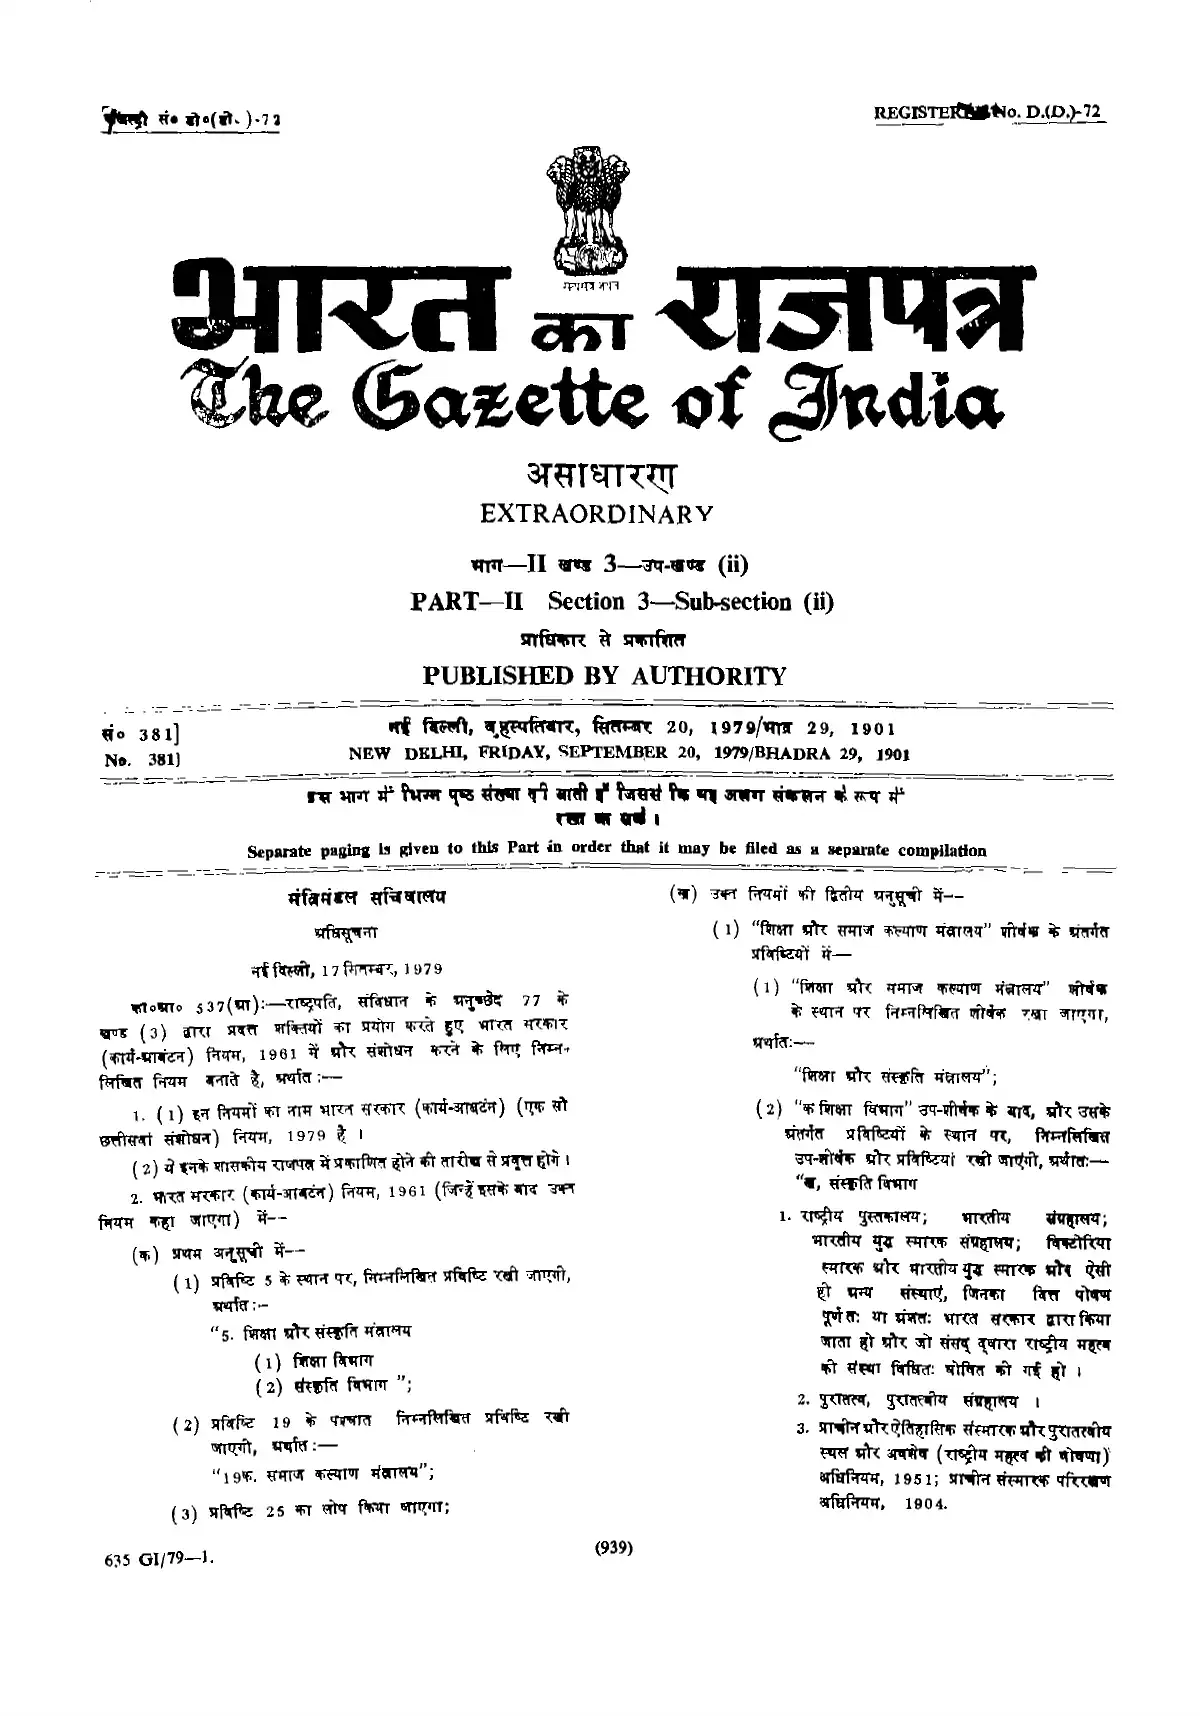 रजिस्ट्री सं० डी०(डी.)-72
REGISTERED No. D.(D.)-72
सत्यमेव जयते
भारत का राजपत्र
The Gazette of India
असाधारण
EXTRAORDINARY
भाग—II खण्ड 3—उप-खण्ड (ii)
PART—II Section 3—Sub-section (ii)
प्राधिकार से प्रकाशित
PUBLISHED BY AUTHORITY
सं० 381]
नई दिल्ली, वृहस्पतिवार, सितम्बर 20, 1979/भाद्र 29, 1901
No. 381]
NEW DELHI, FRIDAY, SEPTEMBER 20, 1979/BHADRA 29, 1901
इस भाग में भिन्न पृष्ठ संख्या दी जाती है जिससे कि यह अलग संकलन के रूप में
रखा जा सके ।
Separate paging is given to this Part in order that it may be filed as a separate compilation
मंत्रिमंडल सचिवालय
अधिसूचना
नई दिल्ली, 17 सितम्बर, 1979
का०आ० 537(आ):—राष्ट्रपति, संविधान के अनुच्छेद 77 के
खण्ड (3) द्वारा प्रदत्त शक्तियों का प्रयोग करते हुए भारत सरकार
(कार्य-आबंटन) नियम, 1961 में और संशोधन करने के लिए निम्न-
लिखित नियम बनाते है, अर्थात :—
1. (1) इन नियमों का नाम भारत सरकार (कार्य-आबंटन) (एक सौ
छत्तीसवां संशोधन) नियम, 1979 है ।
(2) ये इनके शासकीय राजपत्र में प्रकाशित होने की तारीख से प्रवृत्त होंगे ।
2. भारत सरकार (कार्य-आबंटन) नियम, 1961 (जिन्हें इसके बाद उक्त
नियम कहा जाएगा) में--
(क) प्रथम अनुसूची में--
(1) प्रविष्टि 5 के स्थान पर, निम्नलिखित प्रविष्टि रखी जाएगी,
अर्थात :-
"5. शिक्षा और संस्कृति मंत्रालय
(1) शिक्षा विभाग
(2) संस्कृति विभाग ";
(2) प्रविष्टि 19 के पश्चात निम्नलिखित प्रविष्टि रखी
जाएगी, अर्थात :—
"19क. समाज कल्याण मंत्रालय";
(3) प्रविष्टि 25 का लोप किया जाएगा;
635 GI/79—1.
(ख) उक्त नियमों की द्वितीय अनुसूची में--
(1) "शिक्षा और समाज कल्याण मंत्रालय" शीर्षक के अंतर्गत
प्रविष्टियों में—
(1) "शिक्षा और समाज कल्याण मंत्रालय" शीर्षक
के स्थान पर निम्नलिखित शीर्षक रखा जाएगा,
अर्थात:—
"शिक्षा और संस्कृति मंत्रालय";
(2) "क शिक्षा विभाग" उप-शीर्षक के बाद, और उसके
अंतर्गत प्रविष्टियों के स्थान पर, निम्नलिखित
उप-शीर्षक और प्रविष्टियां रखी जाएंगी, अर्थात:—
"ख, संस्कृति विभाग
1. राष्ट्रीय पुस्तकालय; भारतीय संग्रहालय;
भारतीय युद्ध स्मारक संग्रहालय; विक्टोरिया
स्मारक और भारतीय युद्ध स्मारक और ऐसी
ही अन्य संस्थाएं, जिनका वित्त पोषण
पूर्णतः या अंशतः भारत सरकार द्वारा किया
जाता हो और जो संसद् द्वारा राष्ट्रीय महत्व
की संस्था विधितः घोषित की गई हो ।
2. पुरातत्व, पुरातत्वीय संग्रहालय ।
3. प्राचीन और ऐतिहासिक संस्मारक और पुरातत्वीय
स्थल और अवशेष (राष्ट्रीय महत्व की घोषणा)
अधिनियम, 1951; प्राचीन संस्मारक परिरक्षण
अधिनियम, 1904.
(939)